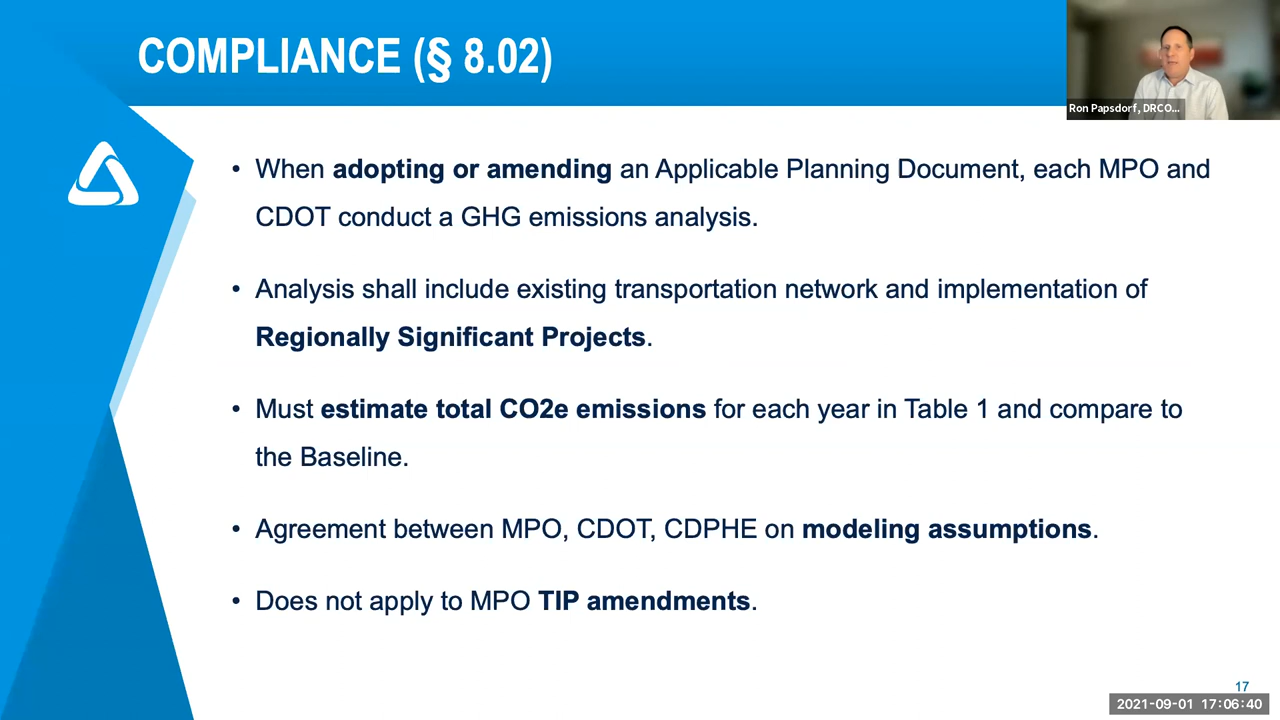 COMPLIANCE (§ 8.02)
Ron Papsdorf, DRCO...
• When adopting or amending an Applicable Planning Document, each MPO and
CDOT conduct a GHG emissions analysis.
• Analysis shall include existing transportation network and implementation of
Regionally Significant Projects.
• Must estimate total CO2e emissions for each year in Table 1 and compare to
the Baseline.
• Agreement between MPO, CDOT, CDPHE on modeling assumptions.
• Does not apply to MPO TIP amendments.
17
2021-09-01 17:06:40